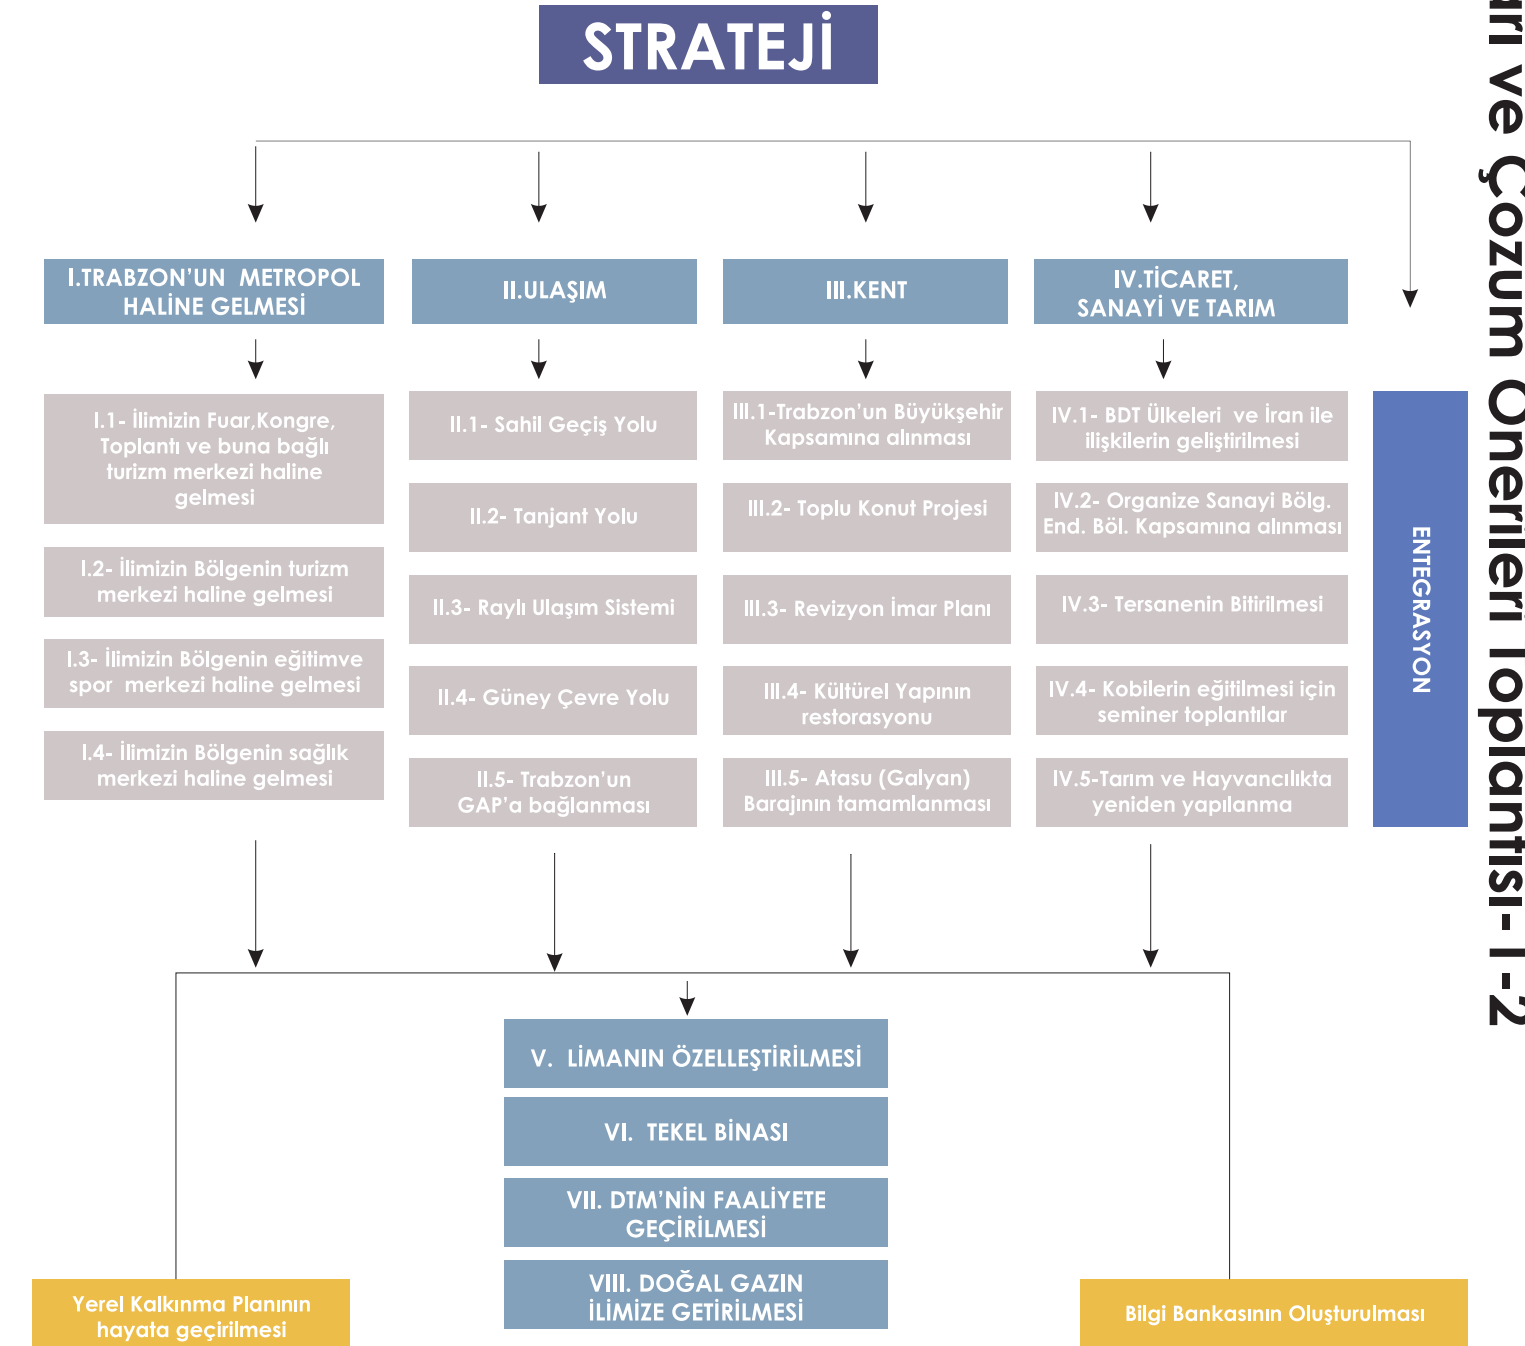 STRATEJİ
I.TRABZON’UN METROPOL
HALİNE GELMESİ
II.ULAŞIM
III.KENT
IV.TİCARET,
SANAYİ VE TARIM
I.1- İlimizin Fuar,Kongre,
Toplantı ve buna bağlı
turizm merkezi haline
gelmesi
I.2- İlimizin Bölgenin turizm
merkezi haline gelmesi
I.3- İlimizin Bölgenin eğitimve
spor merkezi haline gelmesi
I.4- İlimizin Bölgenin sağlık
merkezi haline gelmesi
II.1- Sahil Geçiş Yolu
II.2- Tanjant Yolu
II.3- Raylı Ulaşım Sistemi
II.4- Güney Çevre Yolu
II.5- Trabzon’un
GAP’a bağlanması
III.1-Trabzon’un Büyükşehir
Kapsamına alınması
III.2- Toplu Konut Projesi
III.3- Revizyon İmar Planı
III.4- Kültürel Yapının
restorasyonu
III.5- Atasu (Galyan)
Barajının tamamlanması
IV.1- BDT Ülkeleri ve İran ile
ilişkilerin geliştirilmesi
IV.2- Organize Sanayi Bölg.
End. Böl. Kapsamına alınması
IV.3- Tersanenin Bitirilmesi
IV.4- Kobilerin eğitilmesi için
seminer toplantılar
IV.5-Tarım ve Hayvancılıkta
yeniden yapılanma
ENTEGRASYON
V. LİMANIN ÖZELLEŞTİRİLMESİ
VI. TEKEL BİNASI
VII. DTM’NİN FAALİYETE
GEÇİRİLMESİ
VIII. DOĞAL GAZIN
İLİMİZE GETİRİLMESİ
Yerel Kalkınma Planının
hayata geçirilmesi
Bilgi Bankasının Oluşturulması
ve Çözüm Önerileri Toplantısı- 1 -2